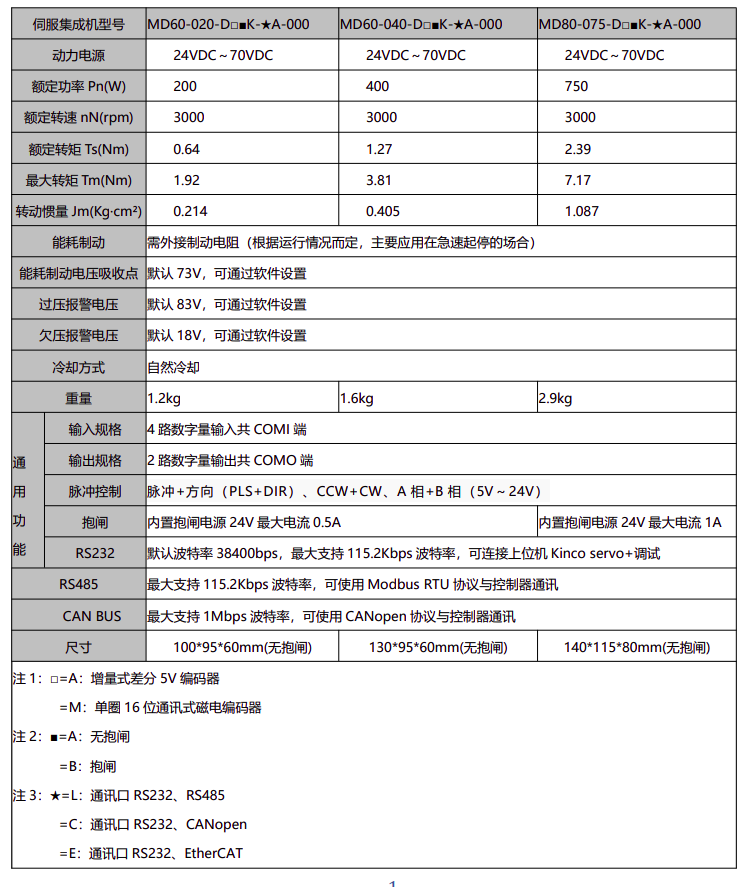 伺服集成机型号 MD60-020-D□■K-★A-000 MD60-040-D□■K-★A-000 MD80-075-D□■K-★A-000
动力电源 24VDC～70VDC 24VDC～70VDC 24VDC～70VDC
额定功率 Pn(W) 200 400 750
额定转速 nN(rpm) 3000 3000 3000
额定转矩 Ts(Nm) 0.64 1.27 2.39
最大转矩 Tm(Nm) 1.92 3.81 7.17
转动惯量 Jm(Kg·cm²) 0.214 0.405 1.087
能耗制动 需外接制动电阻（根据运行情况而定，主要应用在急速起停的场合）
能耗制动电压吸收点 默认 73V，可通过软件设置
过压报警电压 默认 83V，可通过软件设置
欠压报警电压 默认 18V，可通过软件设置
冷却方式 自然冷却
重量 1.2kg 1.6kg 2.9kg
通用功能
输入规格 4 路数字量输入共 COMI 端
输出规格 2 路数字量输出共 COMO 端
脉冲控制 脉冲+方向（PLS+DIR）、CCW+CW、A 相+B 相（5V～24V）
抱闸 内置抱闸电源 24V 最大电流 0.5A 内置抱闸电源 24V 最大电流 1A
RS232 默认波特率 38400bps，最大支持 115.2Kbps 波特率，可连接上位机 Kinco servo+调试
RS485 最大支持 115.2Kbps 波特率，可使用 Modbus RTU 协议与控制器通讯
CAN BUS 最大支持 1Mbps 波特率，可使用 CANopen 协议与控制器通讯
尺寸 100*95*60mm(无抱闸) 130*95*60mm(无抱闸) 140*115*80mm(无抱闸)
注 1：□=A：增量式差分 5V 编码器
=M：单圈 16 位通讯式磁电编码器
注 2：■=A：无抱闸
=B：抱闸
注 3：★=L：通讯口 RS232、RS485
=C：通讯口 RS232、CANopen
=E：通讯口 RS232、EtherCAT
1